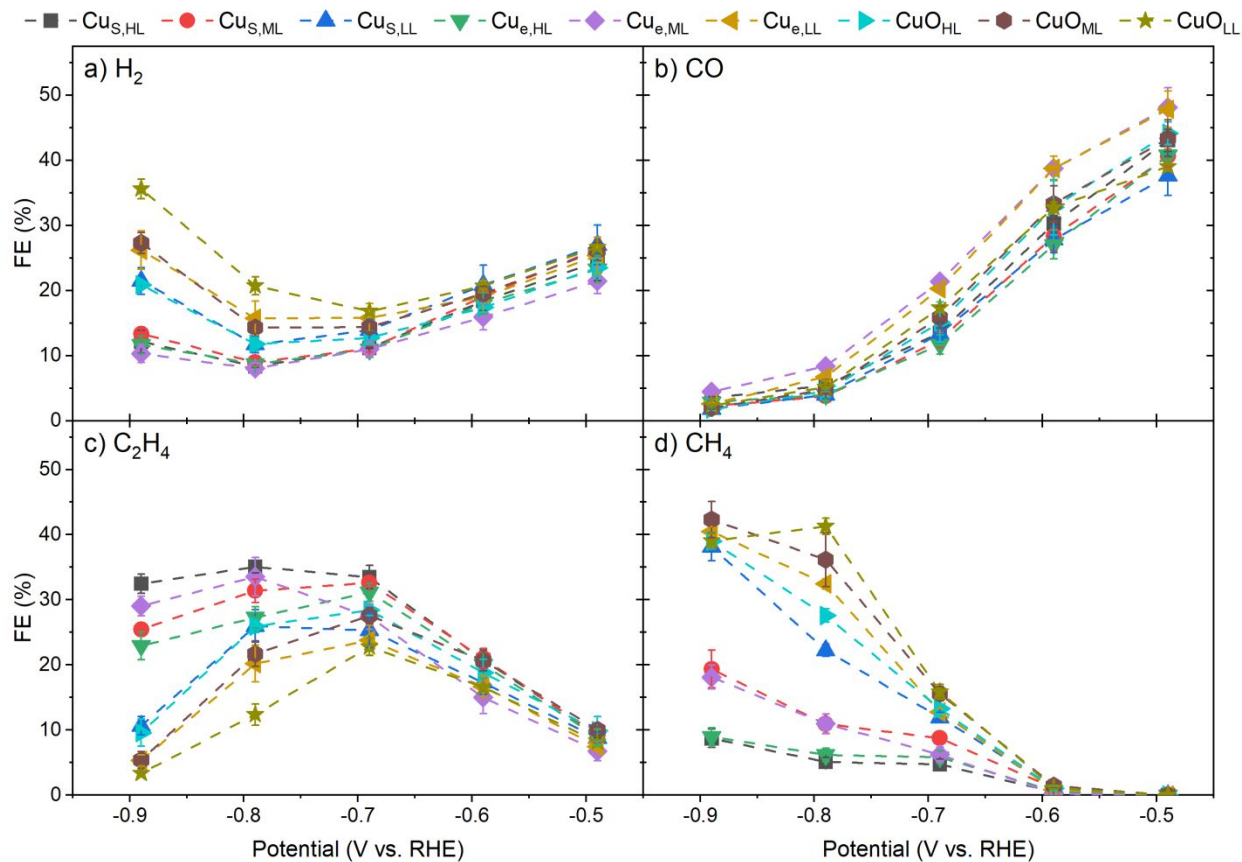 Cu_S,HL Cu_S,ML Cu_S,LL Cu_e,HL Cu_e,ML Cu_e,LL CuO_HL CuO_ML CuO_LL
a) H₂
b) CO
FE (%)
50
40
30
20
10
0
c) C₂H₄
d) CH₄
FE (%)
50
40
30
20
10
0
-0.9 -0.8 -0.7 -0.6 -0.5
-0.9 -0.8 -0.7 -0.6 -0.5
Potential (V vs. RHE)
Potential (V vs. RHE)